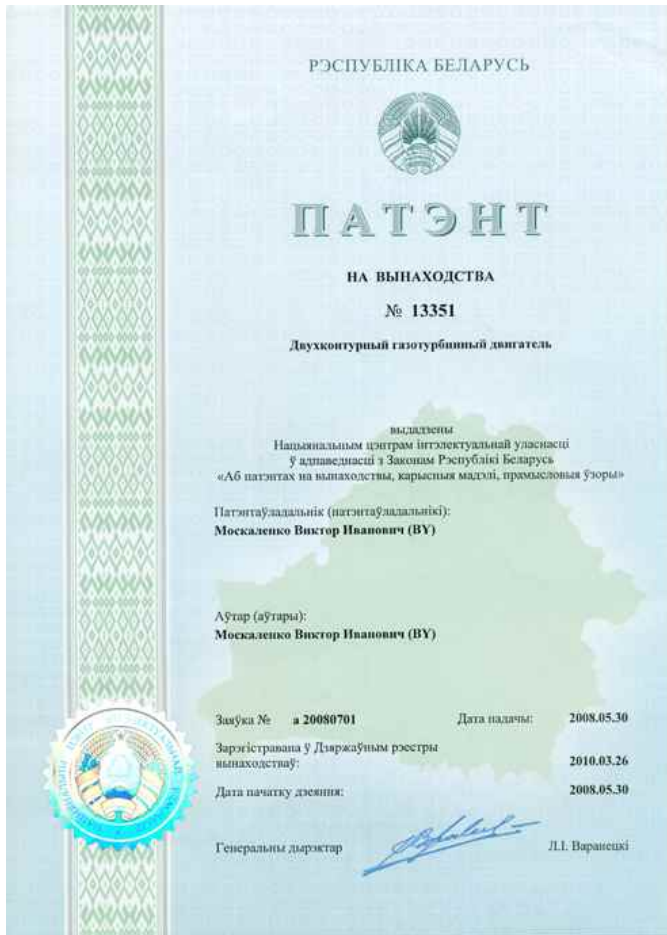 РЭСПУБЛІКА БЕЛАРУСЬ
ПАТЭНТ
НА ВЫНАХОДСТВА
№ 13351
Двухконтурный газотурбинный двигатель
выдадзены
Нацыянальным цэнтрам інтэлектуальнай уласнасці
ў адпаведнасці з Законам Рэспублікі Беларусь
«Аб патэнтах на вынаходствы, карысныя мадэлі, прамысловыя ўзоры»
Патэнтаўладальнік (патэнтаўладальнікі):
Москаленко Виктор Иванович (BY)
Аўтар (аўтары):
Москаленко Виктор Иванович (BY)
Заяўка № а 20080701 Дата падачы: 2008.05.30
Зарэгістравана ў Дзяржаўным рэестры
вынаходстваў: 2010.03.26
Дата пачатку дзеяння: 2008.05.30
Генеральны дырэктар Л.І. Варанецкі